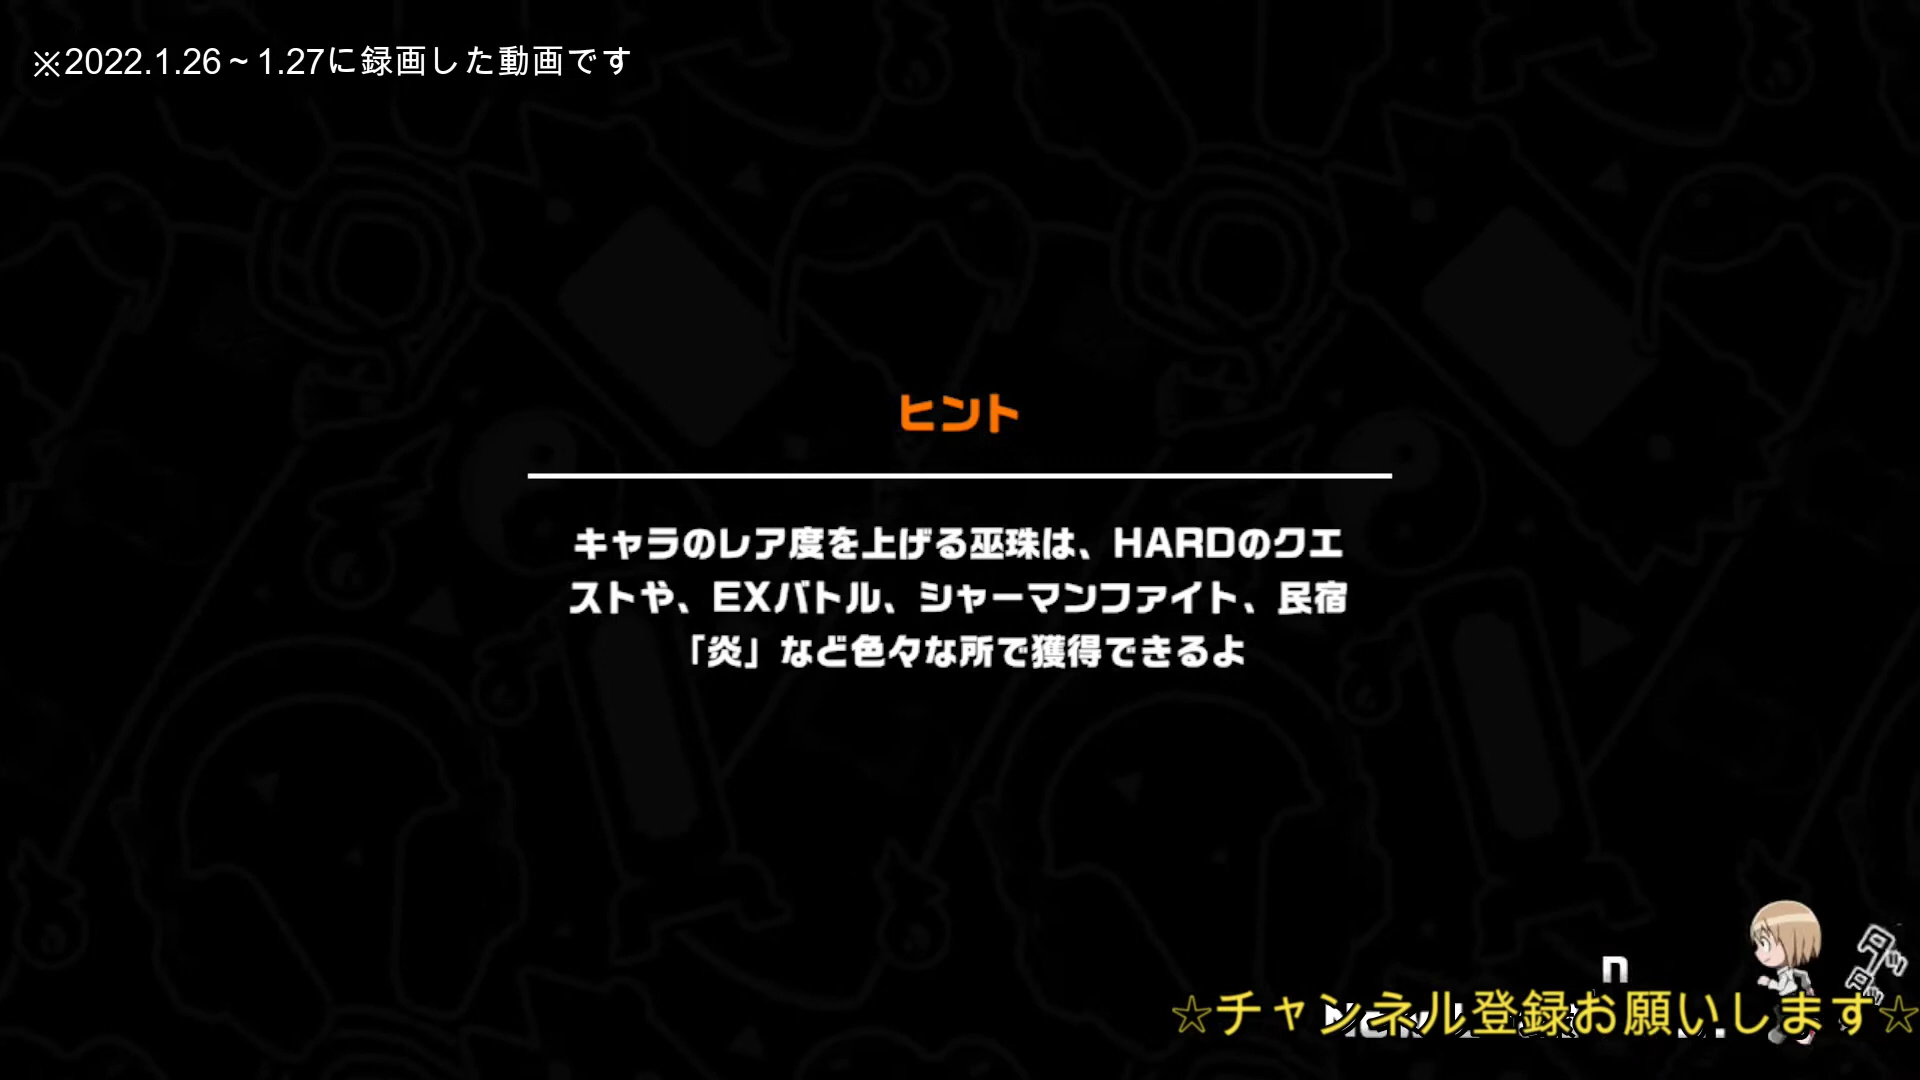 ※2022.1.26～1.27に録画した動画です
ヒント
キャラのレア度を上げる巫珠は、HARDのクエ
ストや、EXバトル、シャーマンファイト、民宿
「炎」など色々な所で獲得できるよ
タッ
タッ
☆チャンネル登録お願いします☆